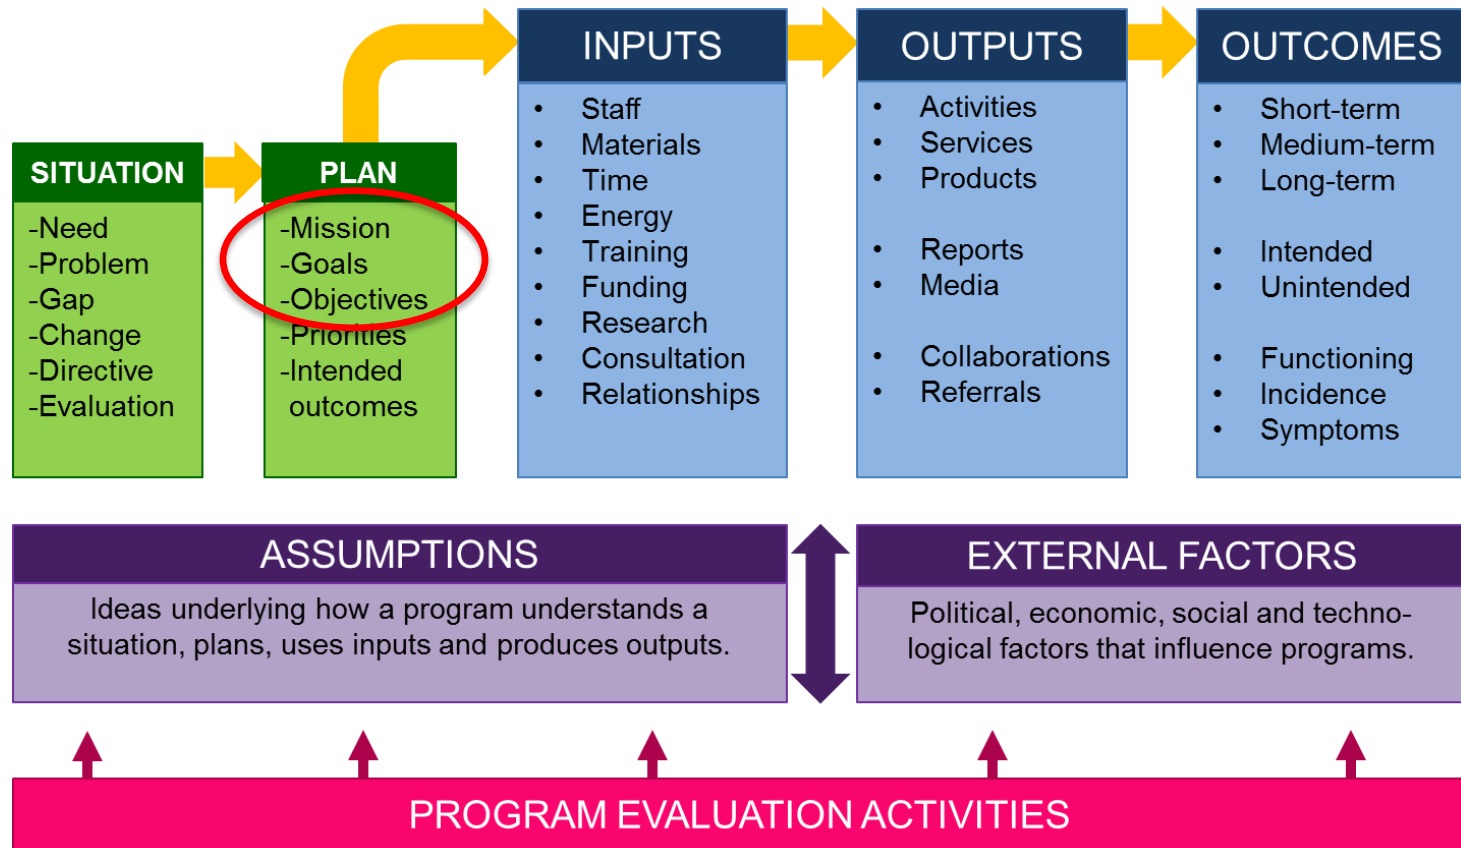 SITUATION
-Need
-Problem
-Gap
-Change
-Directive
-Evaluation
PLAN
-Mission
-Goals
-Objectives
-Priorities
-Intended
outcomes
INPUTS
• Staff
• Materials
• Time
• Energy
• Training
• Funding
• Research
• Consultation
• Relationships
OUTPUTS
• Activities
• Services
• Products
• Reports
• Media
• Collaborations
• Referrals
OUTCOMES
• Short-term
• Medium-term
• Long-term
• Intended
• Unintended
• Functioning
• Incidence
• Symptoms
ASSUMPTIONS
Ideas underlying how a program understands a
situation, plans, uses inputs and produces outputs.
EXTERNAL FACTORS
Political, economic, social and techno-
logical factors that influence programs.
PROGRAM EVALUATION ACTIVITIES